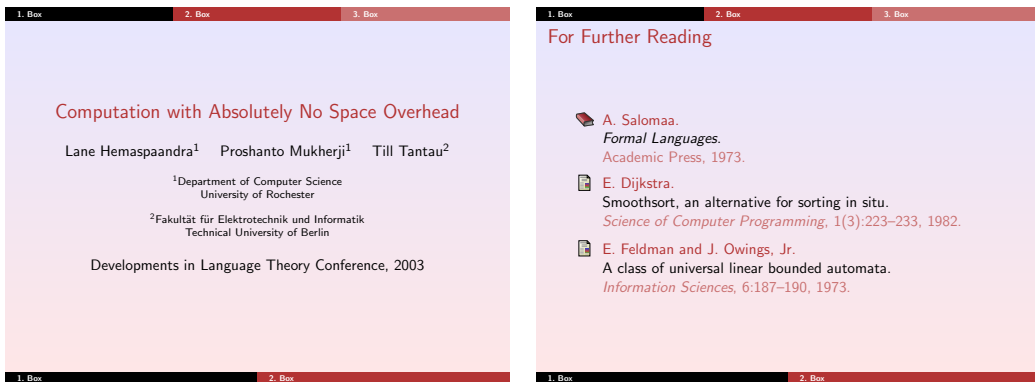 1. Box 2. Box 3. Box
Computation with Absolutely No Space Overhead
Lane Hemaspaandra¹ Proshanto Mukherji¹ Till Tantau²
¹Department of Computer Science
University of Rochester
²Fakultät für Elektrotechnik und Informatik
Technical University of Berlin
Developments in Language Theory Conference, 2003
1. Box 2. Box
1. Box 2. Box 3. Box
For Further Reading
A. Salomaa.
Formal Languages.
Academic Press, 1973.
E. Dijkstra.
Smoothsort, an alternative for sorting in situ.
Science of Computer Programming, 1(3):223–233, 1982.
E. Feldman and J. Owings, Jr.
A class of universal linear bounded automata.
Information Sciences, 6:187–190, 1973.
1. Box 2. Box